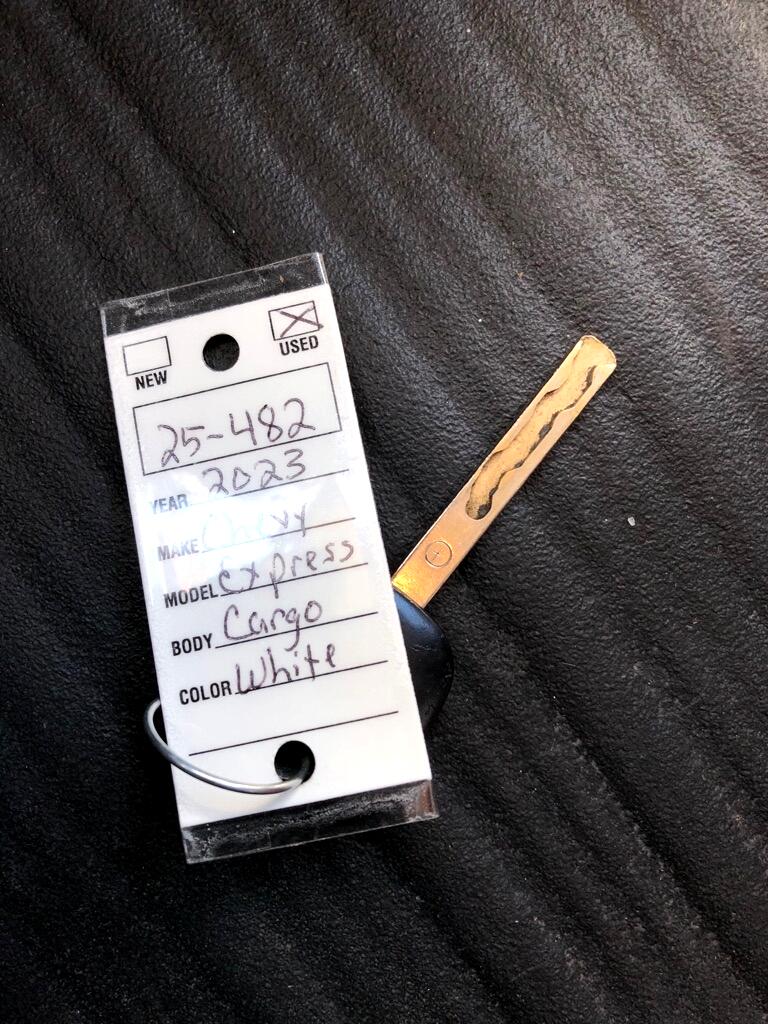 NEW USED
25-482
YEAR 2023
MAKE Chevy
MODEL express
BODY Cargo
COLOR White